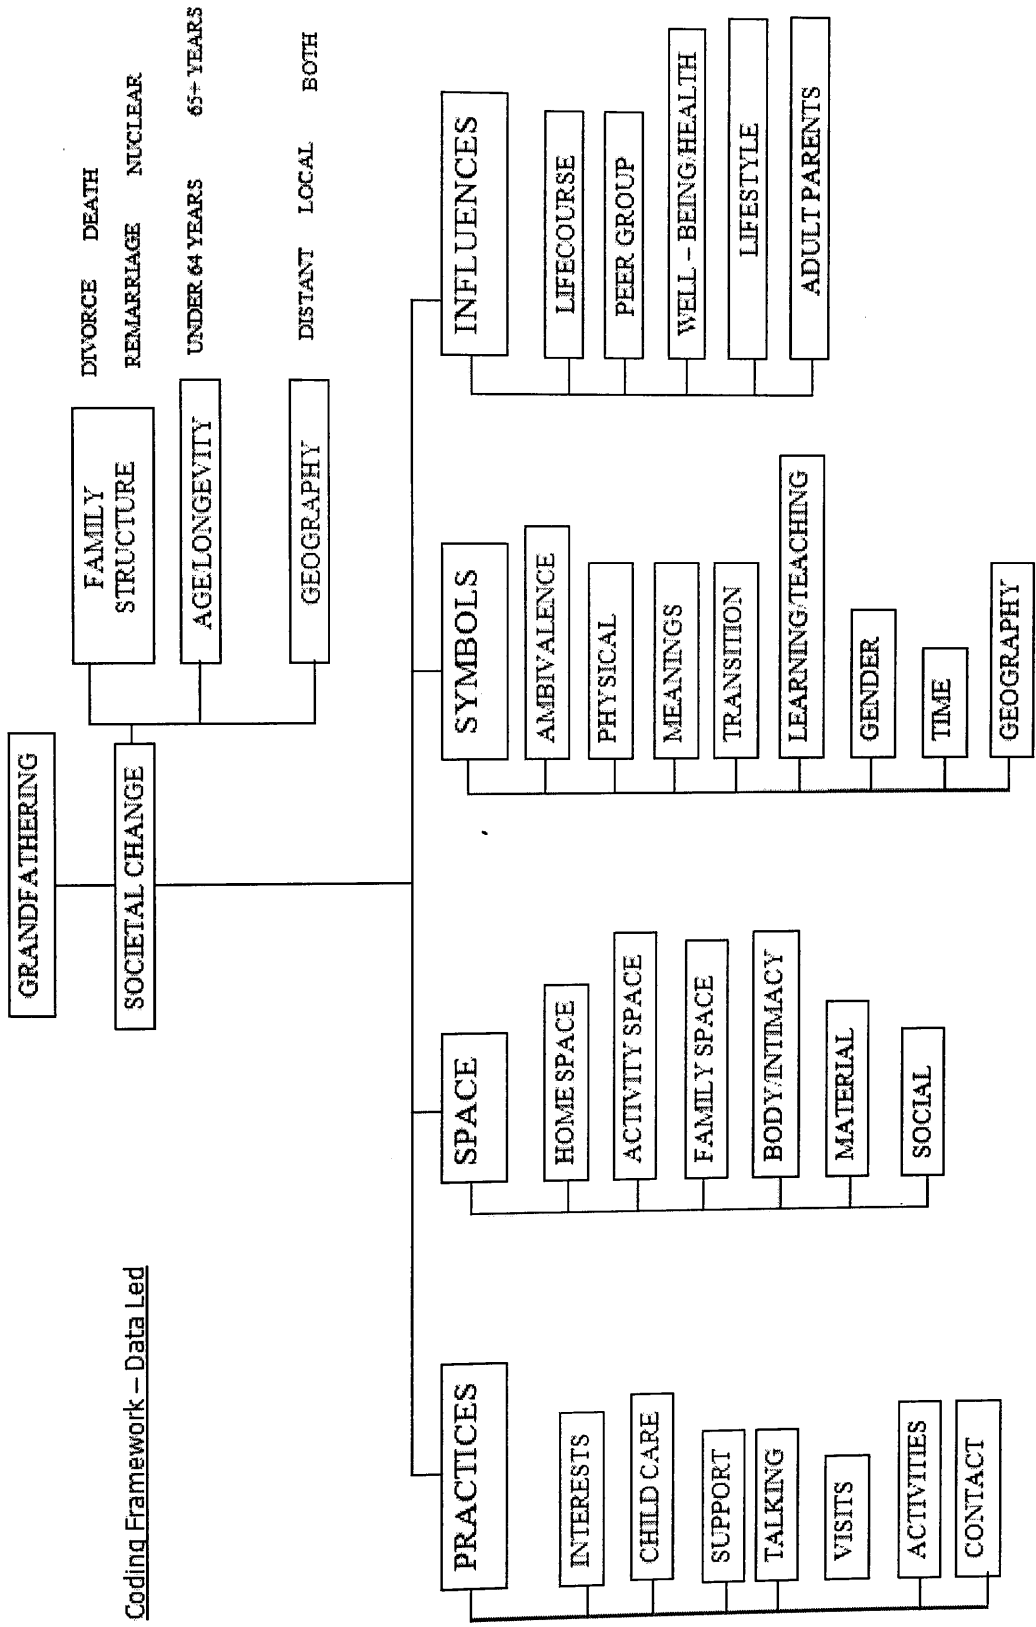 Coding Framework – Data Led
GRANDFATHERING
SOCIETAL CHANGE
FAMILY
STRUCTURE
DIVORCE DEATH
REMARRIAGE NUCLEAR
AGE/LONGEVITY
UNDER 64 YEARS 65+ YEARS
GEOGRAPHY
DISTANT LOCAL BOTH
PRACTICES
INTERESTS
CHILD CARE
SUPPORT
TALKING
VISITS
ACTIVITIES
CONTACT
SPACE
HOME SPACE
ACTIVITY SPACE
FAMILY SPACE
BODY/INTIMACY
MATERIAL
SOCIAL
SYMBOLS
AMBIVALENCE
PHYSICAL
MEANINGS
TRANSITION
LEARNING/TEACHING
GENDER
TIME
GEOGRAPHY
INFLUENCES
LIFECOURSE
PEER GROUP
WELL – BEING/HEALTH
LIFESTYLE
ADULT PARENTS